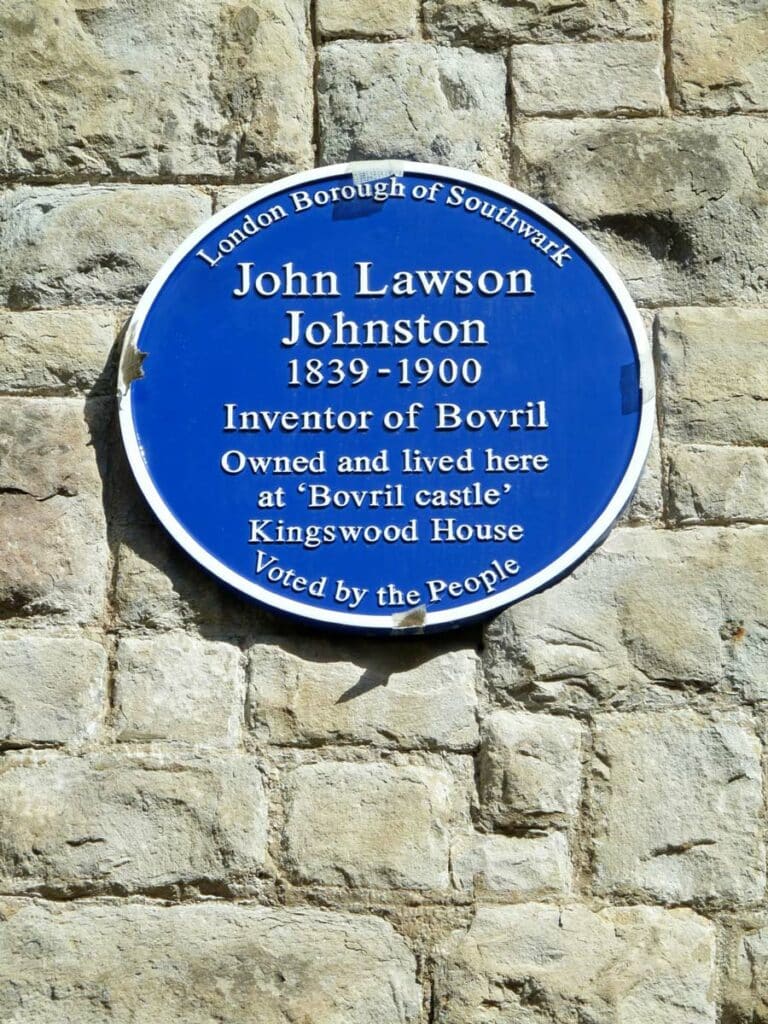 London Borough of Southwark
John Lawson
Johnston
1839-1900
Inventor of Bovril
Owned and lived here
at ‘Bovril castle’
Kingswood House
Voted by the People